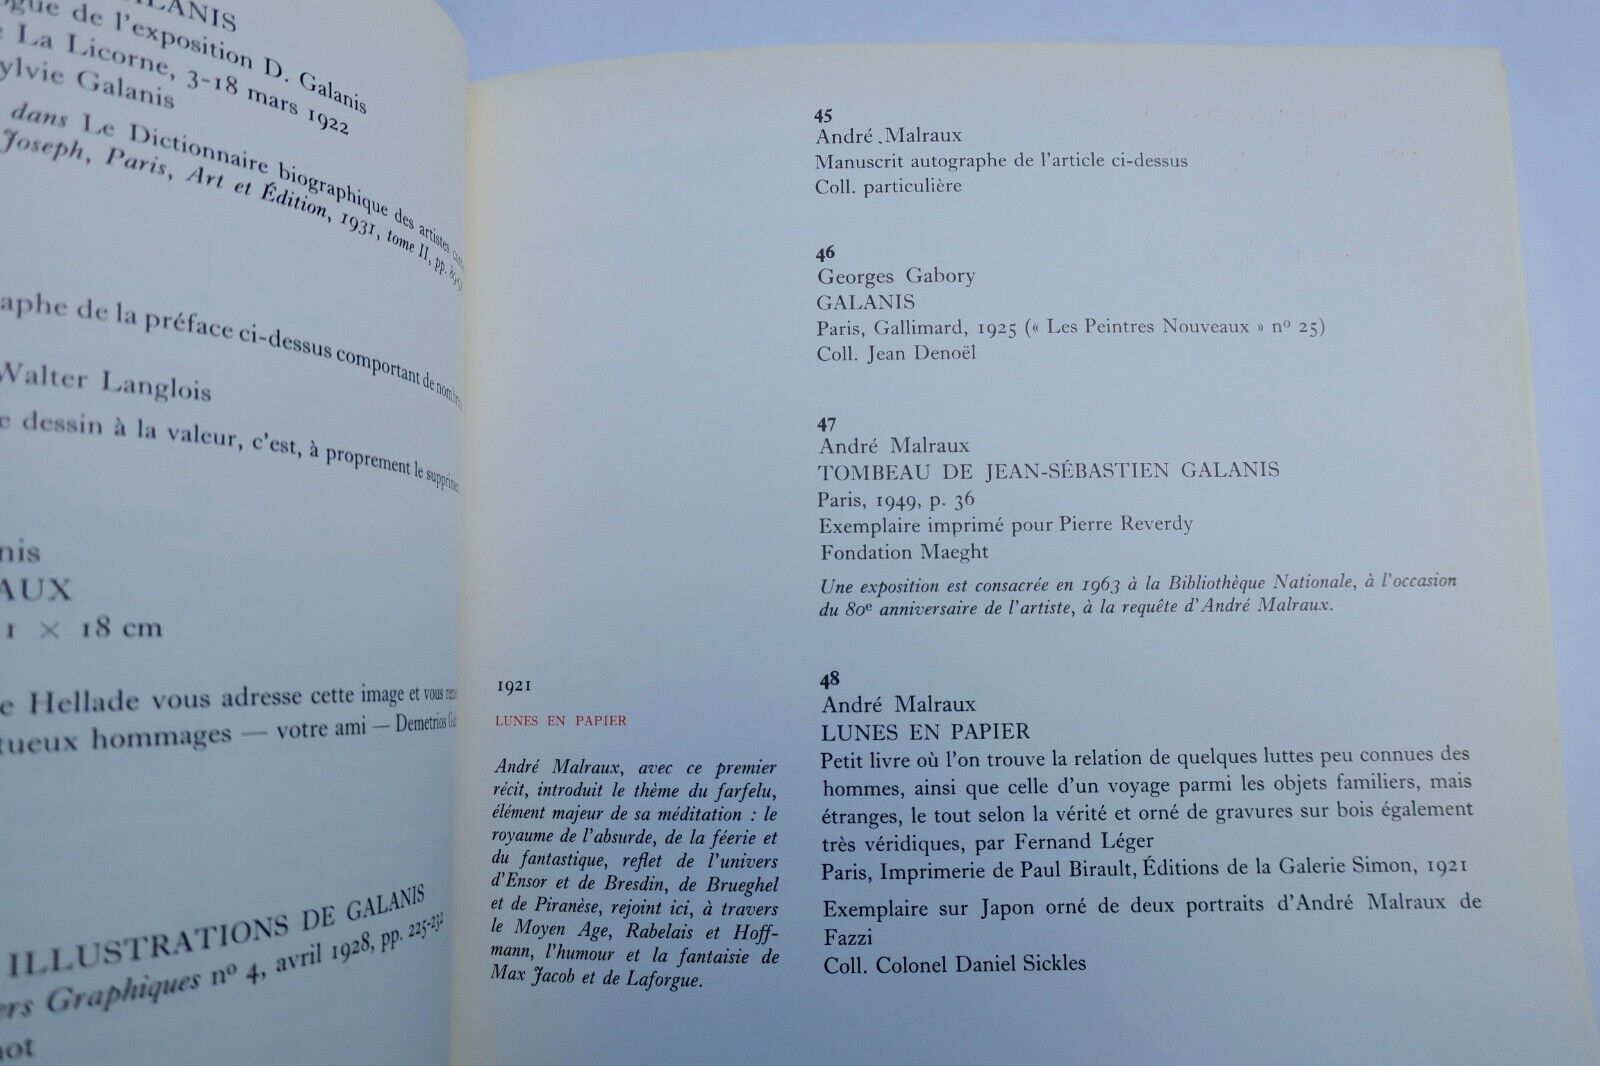 GALANIS
de l'exposition D. Galanis
La Licorne, 3-18 mars 1922
Galanis
dans Le Dictionnaire biographique des artistes
Joseph, Paris, Art et Édition, 1931, tome II, pp.
de la préface ci-dessus comportant de
Walter Langlois
dessin à la valeur, c'est, à proprement le supprimer
1 × 18 cm
Hellade vous adresse cette image et vous
hommages — votre ami — Demetrios
ILLUSTRATIONS DE GALANIS
Graphiques nº 4, avril 1928, pp. 225-232
45
André Malraux
Manuscrit autographe de l'article ci-dessus
Coll. particulière
46
Georges Gabory
GALANIS
Paris, Gallimard, 1925 (« Les Peintres Nouveaux » nº 25)
Coll. Jean Denoël
47
André Malraux
TOMBEAU DE JEAN-SÉBASTIEN GALANIS
Paris, 1949, p. 36
Exemplaire imprimé pour Pierre Reverdy
Fondation Maeght
Une exposition est consacrée en 1963 à la Bibliothèque Nationale, à l'occasion
du 80e anniversaire de l'artiste, à la requête d'André Malraux.
1921
LUNES EN PAPIER
André Malraux, avec ce premier
récit, introduit le thème du farfelu,
élément majeur de sa méditation : le
royaume de l'absurde, de la féerie et
du fantastique, reflet de l'univers
d'Ensor et de Bresdin, de Brueghel
et de Piranèse, rejoint ici, à travers
le Moyen Age, Rabelais et Hoff-
mann, l'humour et la fantaisie de
Max Jacob et de Laforgue.
48
André Malraux
LUNES EN PAPIER
Petit livre où l'on trouve la relation de quelques luttes peu connues des
hommes, ainsi que celle d'un voyage parmi les objets familiers, mais
étranges, le tout selon la vérité et orné de gravures sur bois également
très véridiques, par Fernand Léger
Paris, Imprimerie de Paul Birault, Éditions de la Galerie Simon, 1921
Exemplaire sur Japon orné de deux portraits d'André Malraux de
Fazzi
Coll. Colonel Daniel Sickles